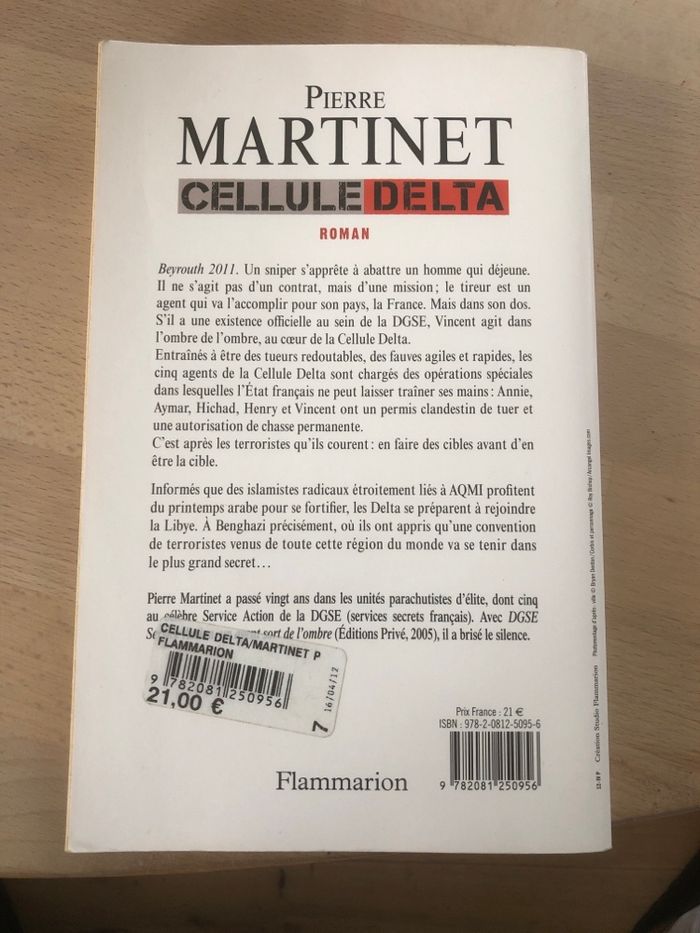 PIERRE
MARTINET
CELLULE DELTA
ROMAN
Beyrouth 2011. Un sniper s'apprête à abattre un homme qui déjeune.
Il ne s'agit pas d'un contrat, mais d'une mission ; le tireur est un
agent qui va l'accomplir pour son pays, la France. Mais dans son dos.
S'il a une existence officielle au sein de la DGSE, Vincent agit dans
l'ombre de l'ombre, au cœur de la Cellule Delta.
Entraînés à être des tueurs redoutables, des fauves agiles et rapides, les
cinq agents de la Cellule Delta sont chargés des opérations spéciales
dans lesquelles l'État français ne peut laisser traîner ses mains : Annie,
Aymar, Hichad, Henry et Vincent ont un permis clandestin de tuer et
une autorisation de chasse permanente.
C'est après les terroristes qu'ils courent : en faire des cibles avant d'en
être la cible.
Informés que des islamistes radicaux étroitement liés à AQMI profitent
du printemps arabe pour se fortifier, les Delta se préparent à rejoindre
la Libye. À Benghazi précisément, où ils ont appris qu'une convention
de terroristes venus de toute cette région du monde va se tenir dans
le plus grand secret…
Pierre Martinet a passé vingt ans dans les unités parachutistes d'élite, dont cinq
au célèbre Service Action de la DGSE (services secrets français). Avec DGSE
sort de l'ombre (Éditions Privé, 2005), il a brisé le silence.
CELLULE DELTA/MARTINET P
FLAMMARION
9 782081 250956
21,00 €
16/04/12
7
Prix France : 21 €
ISBN : 978-2-0812-5095-6
9 782081 250956
Flammarion
12-IV
Création Studio Flammarion